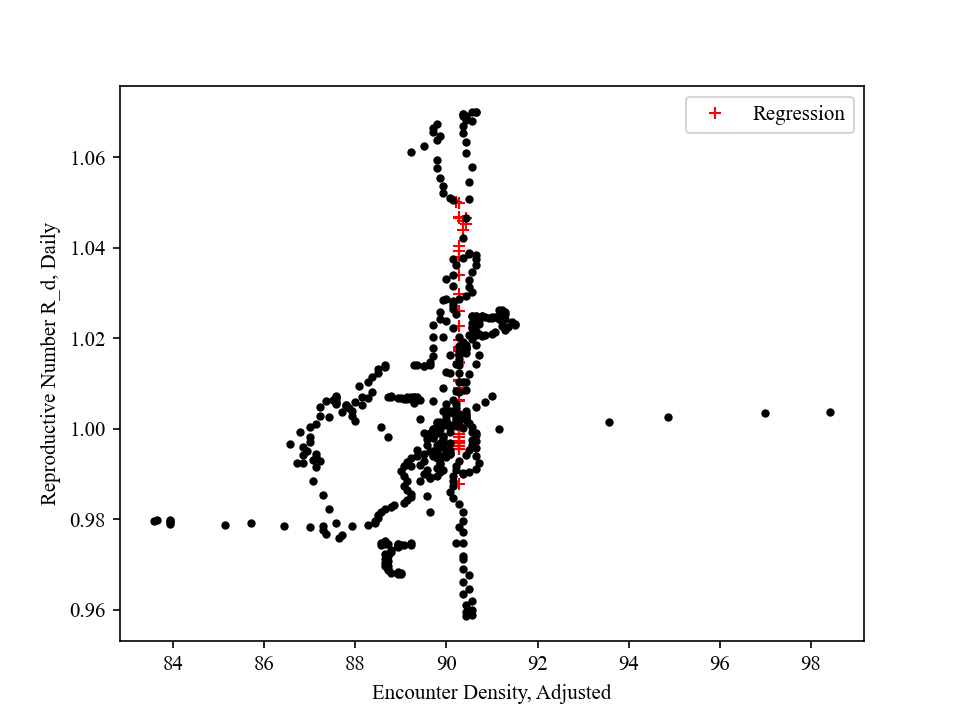 Regression
1.06
1.04
1.02
1.00
0.98
0.96
Reproductive Number R_d, Daily
84 86 88 90 92 94 96 98
Encounter Density, Adjusted